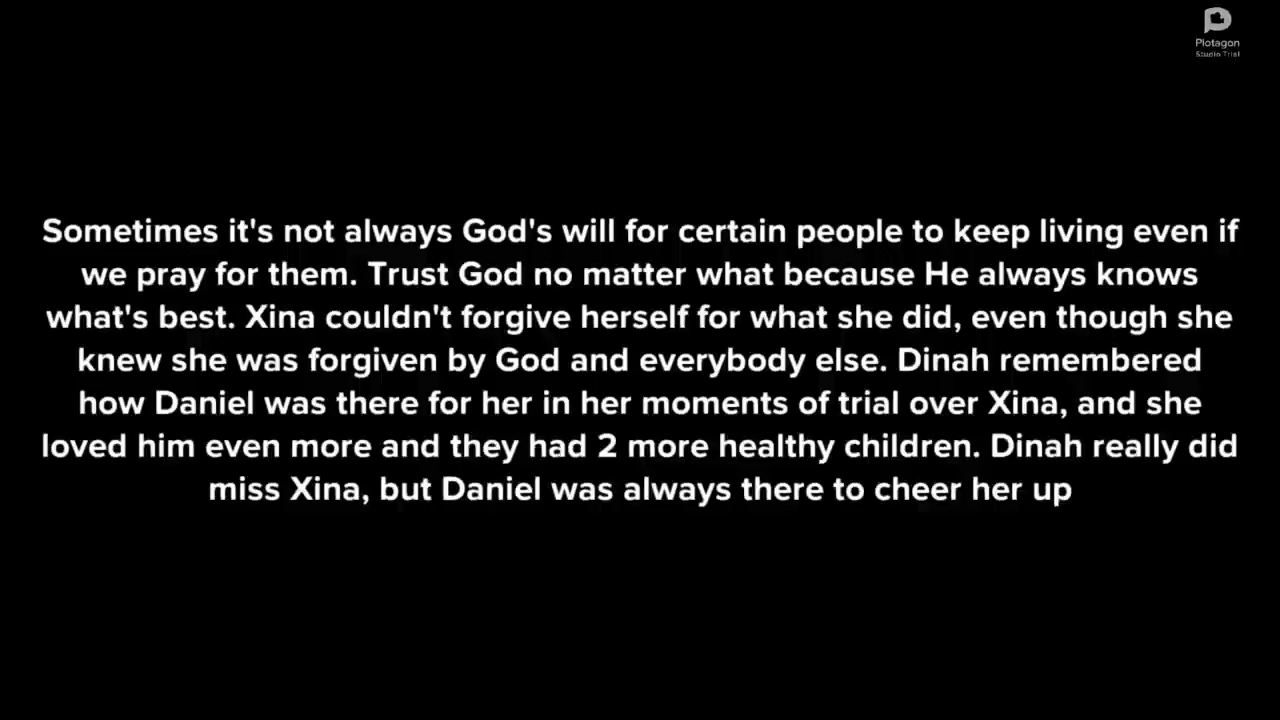 Plotagon
Studio Trial
Sometimes it's not always God's will for certain people to keep living even if
we pray for them. Trust God no matter what because He always knows
what's best. Xina couldn't forgive herself for what she did, even though she
knew she was forgiven by God and everybody else. Dinah remembered
how Daniel was there for her in her moments of trial over Xina, and she
loved him even more and they had 2 more healthy children. Dinah really did
miss Xina, but Daniel was always there to cheer her up